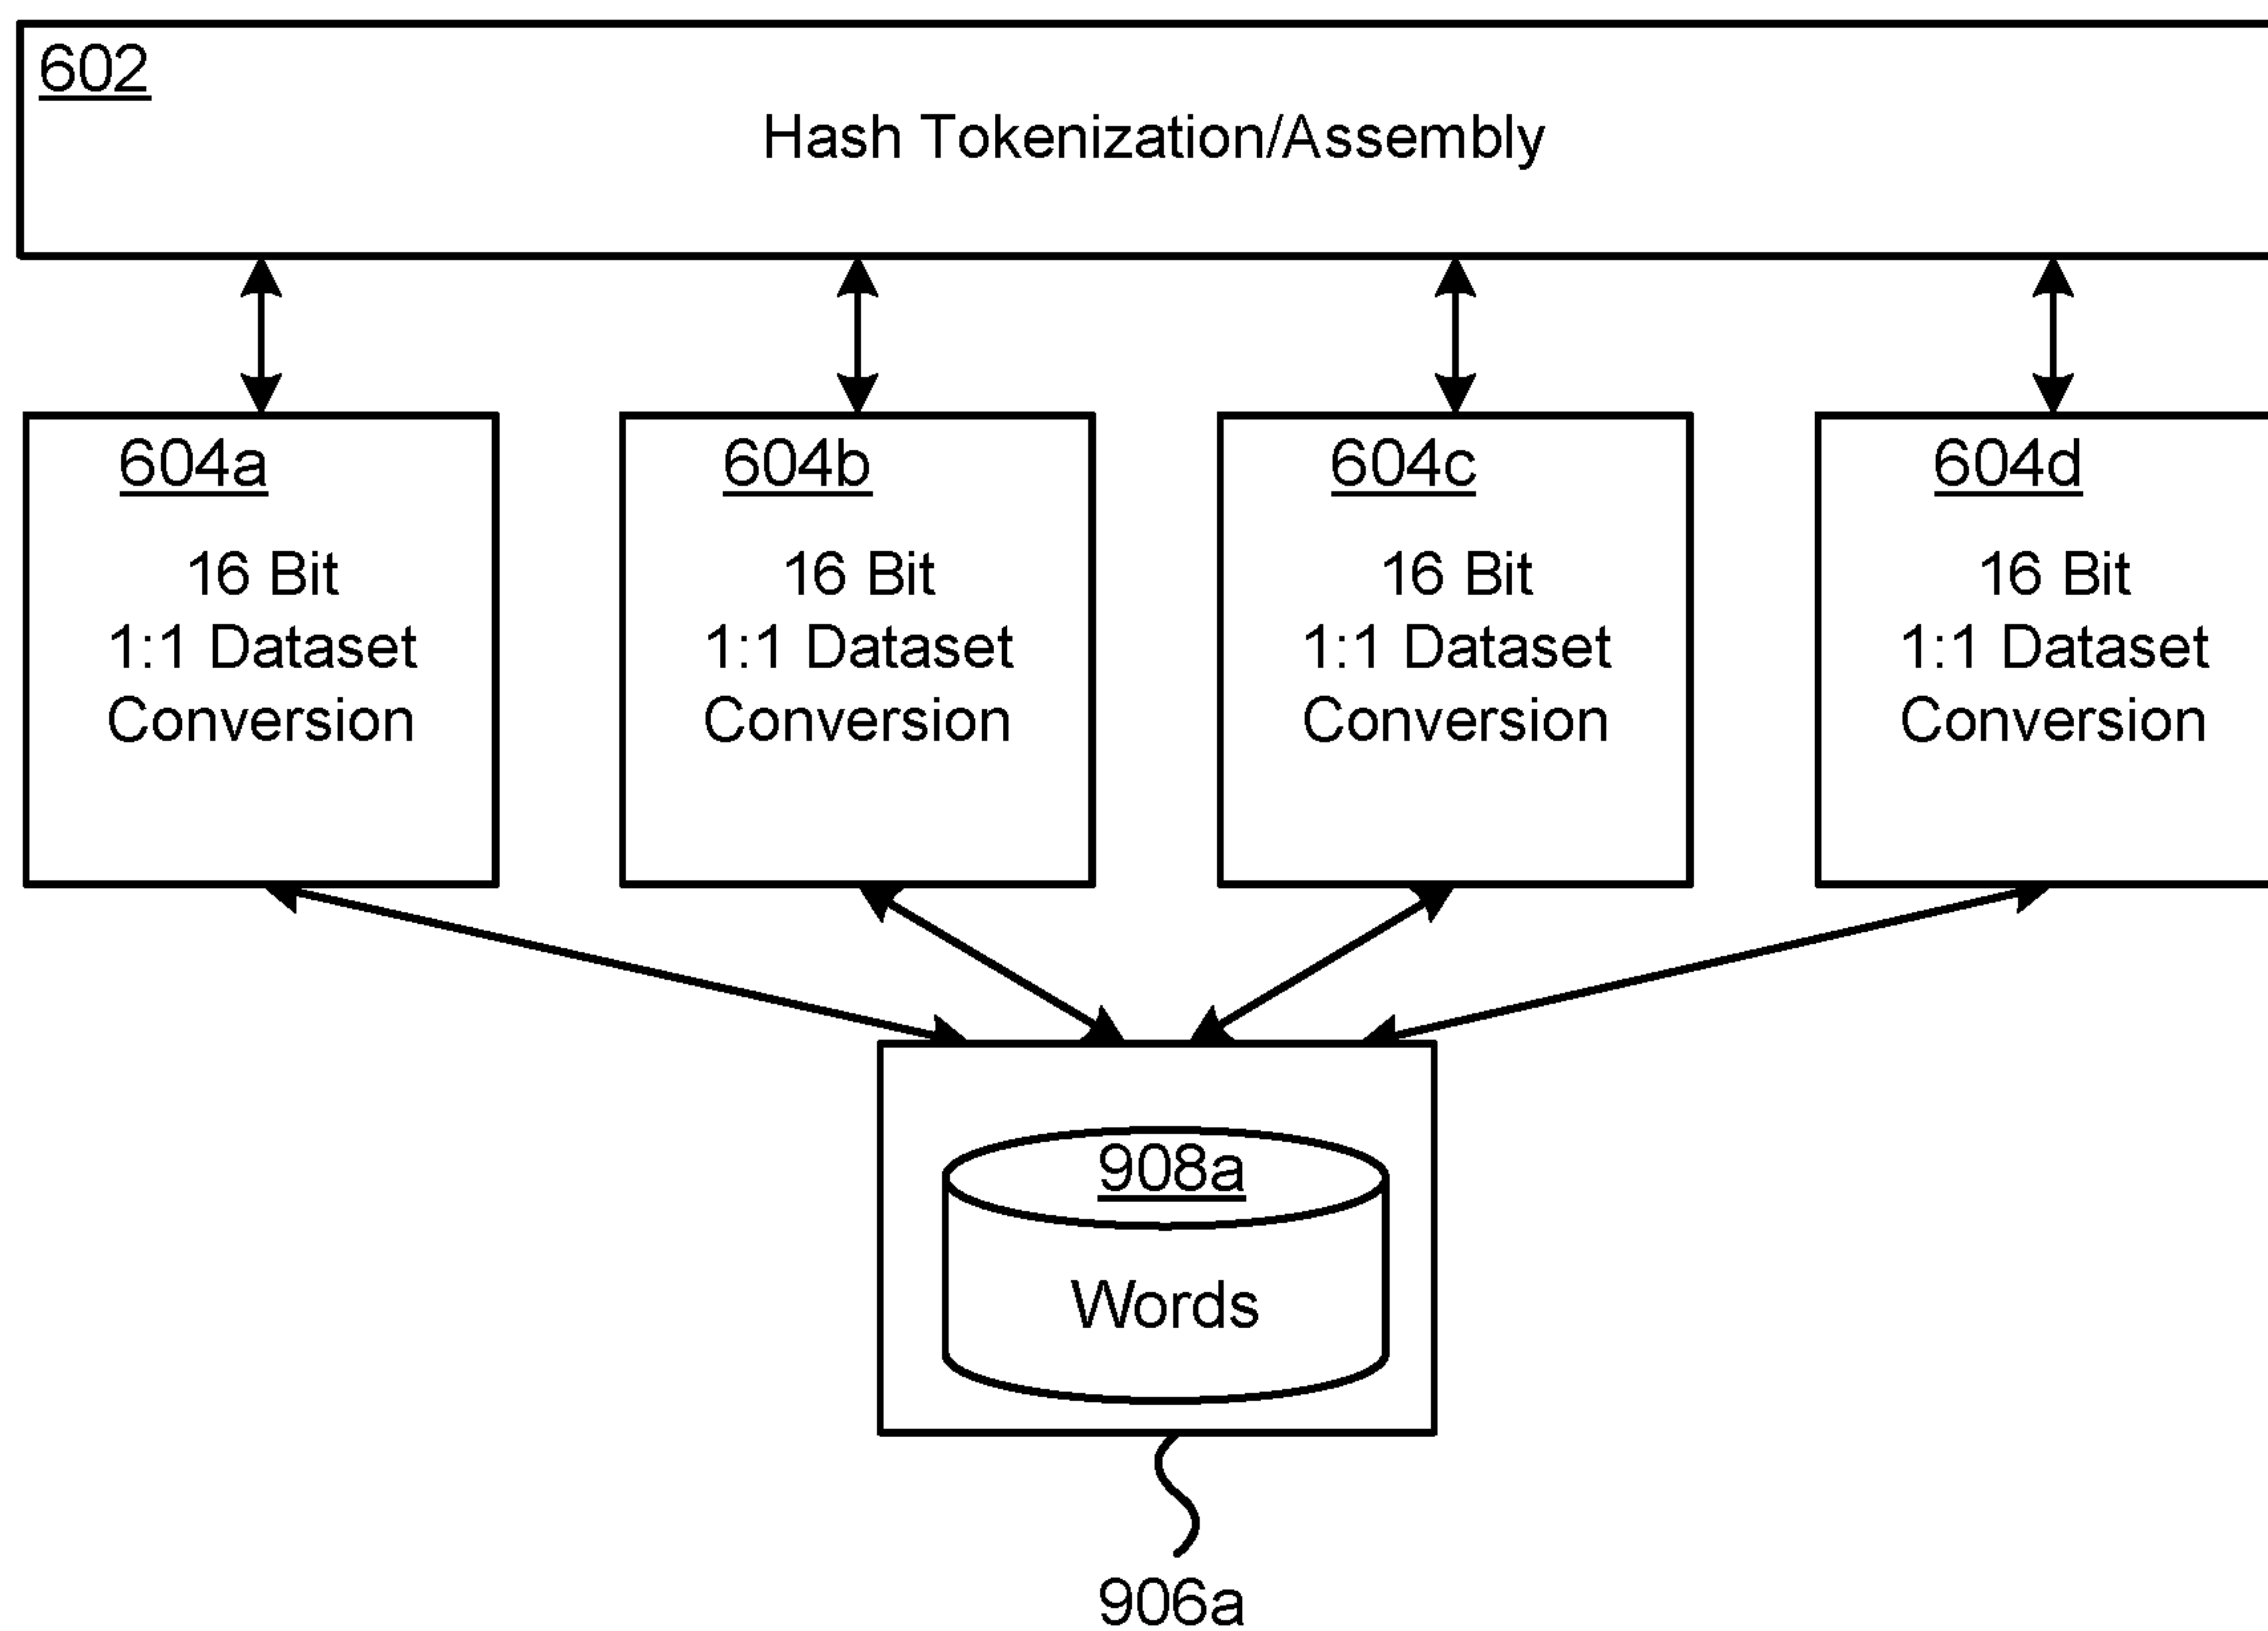 602
Hash Tokenization/Assembly
604a
16 Bit
1:1 Dataset
Conversion
604b
16 Bit
1:1 Dataset
Conversion
604c
16 Bit
1:1 Dataset
Conversion
604d
16 Bit
1:1 Dataset
Conversion
908a
Words
906a